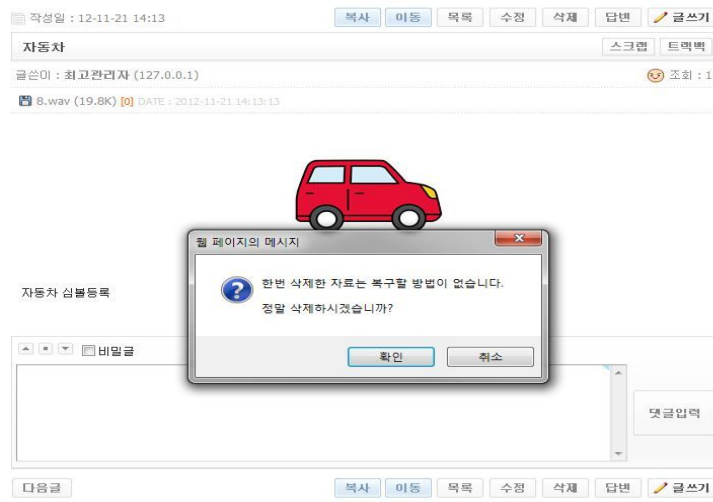 작성일 : 12-11-21 14:13
복사 이동 목록 수정 삭제 답변 글쓰기
자동차
스크랩 트랙백
글쓴이 : 최고관리자 (127.0.0.1)
조회 : 1
8.wav (19.8K) [0] DATE : 2012-11-21 14:13:13
웹 페이지의 메시지
한번 삭제한 자료는 복구할 방법이 없습니다.
정말 삭제하시겠습니까?
확인 취소
자동차 심볼등록
비밀글
댓글입력
다음글
복사 이동 목록 수정 삭제 답변 글쓰기